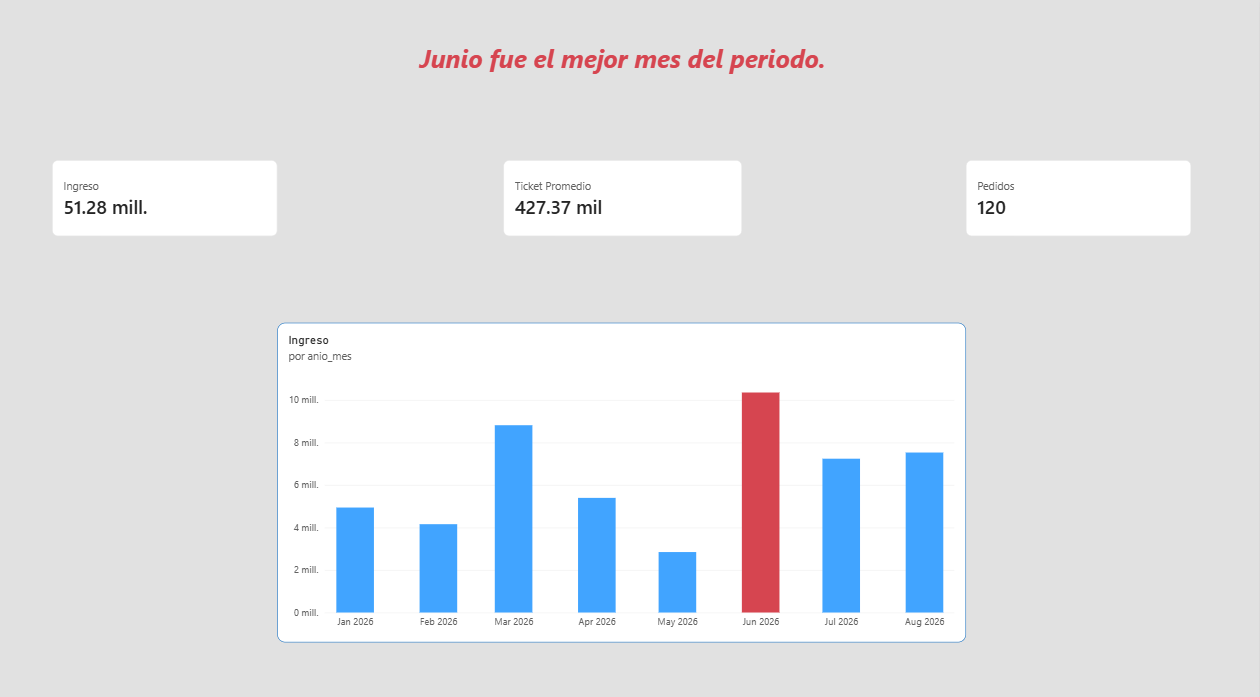 Junio fue el mejor mes del periodo.
Ingreso
51.28 mill.
Ticket Promedio
427.37 mil
Pedidos
120
Ingreso
por anio_mes
10 mill.
8 mill.
6 mill.
4 mill.
2 mill.
0 mill.
Jan 2026 Feb 2026 Mar 2026 Apr 2026 May 2026 Jun 2026 Jul 2026 Aug 2026